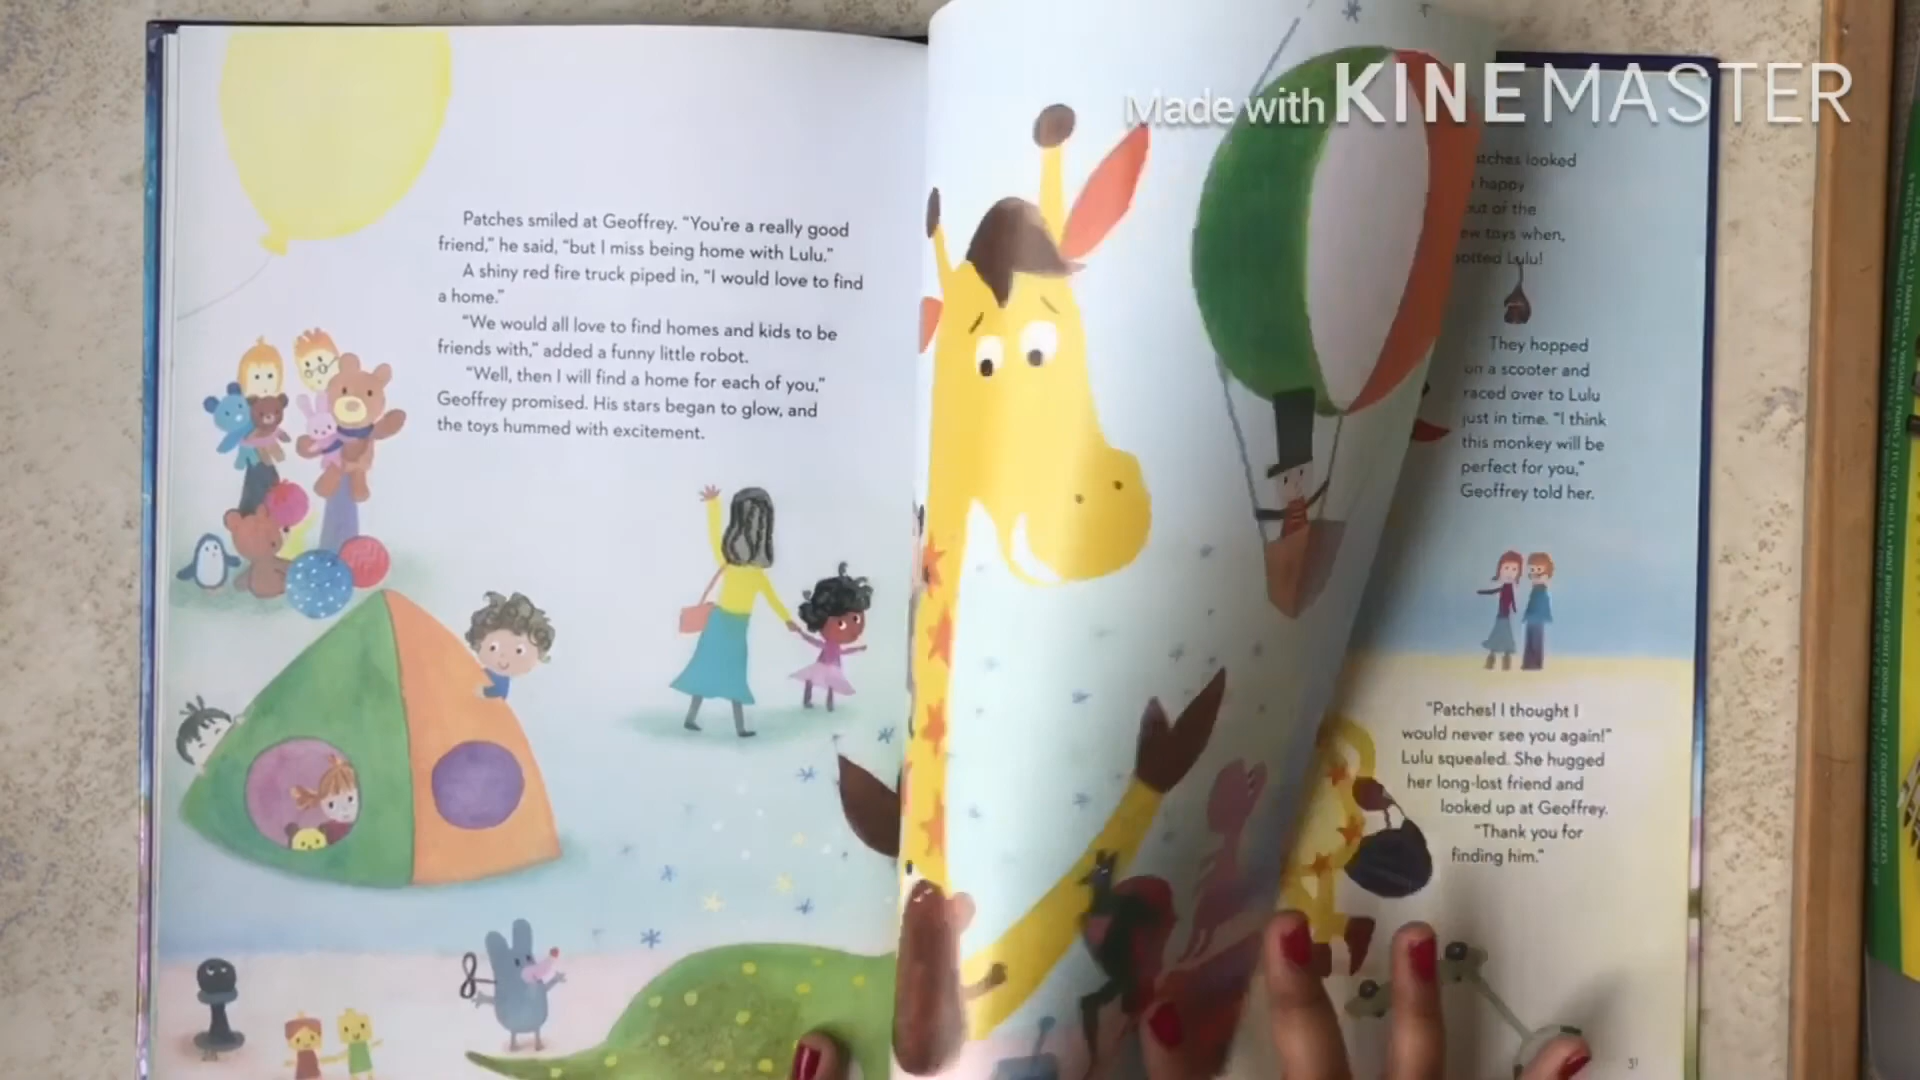 Made with KINEMASTER
Patches smiled at Geoffrey. “You’re a really good
friend,” he said, “but I miss being home with Lulu.”
A shiny red fire truck piped in, “I would love to find
a home.”
“We would all love to find homes and kids to be
friends with,” added a funny little robot.
“Well, then I will find a home for each of you,”
Geoffrey promised. His stars began to glow, and
the toys hummed with excitement.
looked
happy
out of the
toys when,
Lulu!
They hopped
on a scooter and
raced over to Lulu
just in time. “I think
this monkey will be
perfect for you,”
Geoffrey told her.
“Patches! I thought I
would never see you again!”
Lulu squealed. She hugged
her long-lost friend and
looked up at Geoffrey.
“Thank you for
finding him.”
31